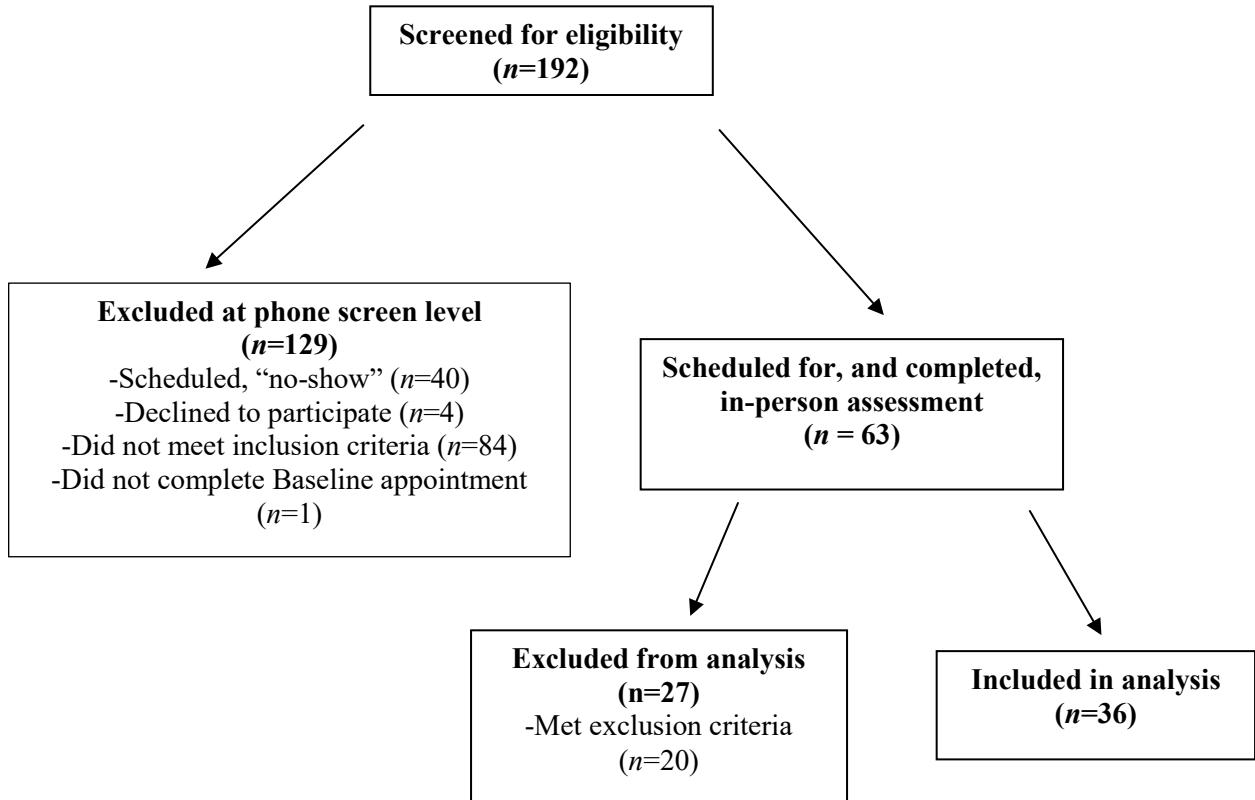 Screened for eligibility
(n=192)
Excluded at phone screen level
(n=129)
-Scheduled, “no-show” (n=40)
-Declined to participate (n=4)
-Did not meet inclusion criteria (n=84)
-Did not complete Baseline appointment
(n=1)
Scheduled for, and completed,
in-person assessment
(n = 63)
Excluded from analysis
(n=27)
-Met exclusion criteria
(n=20)
Included in analysis
(n=36)